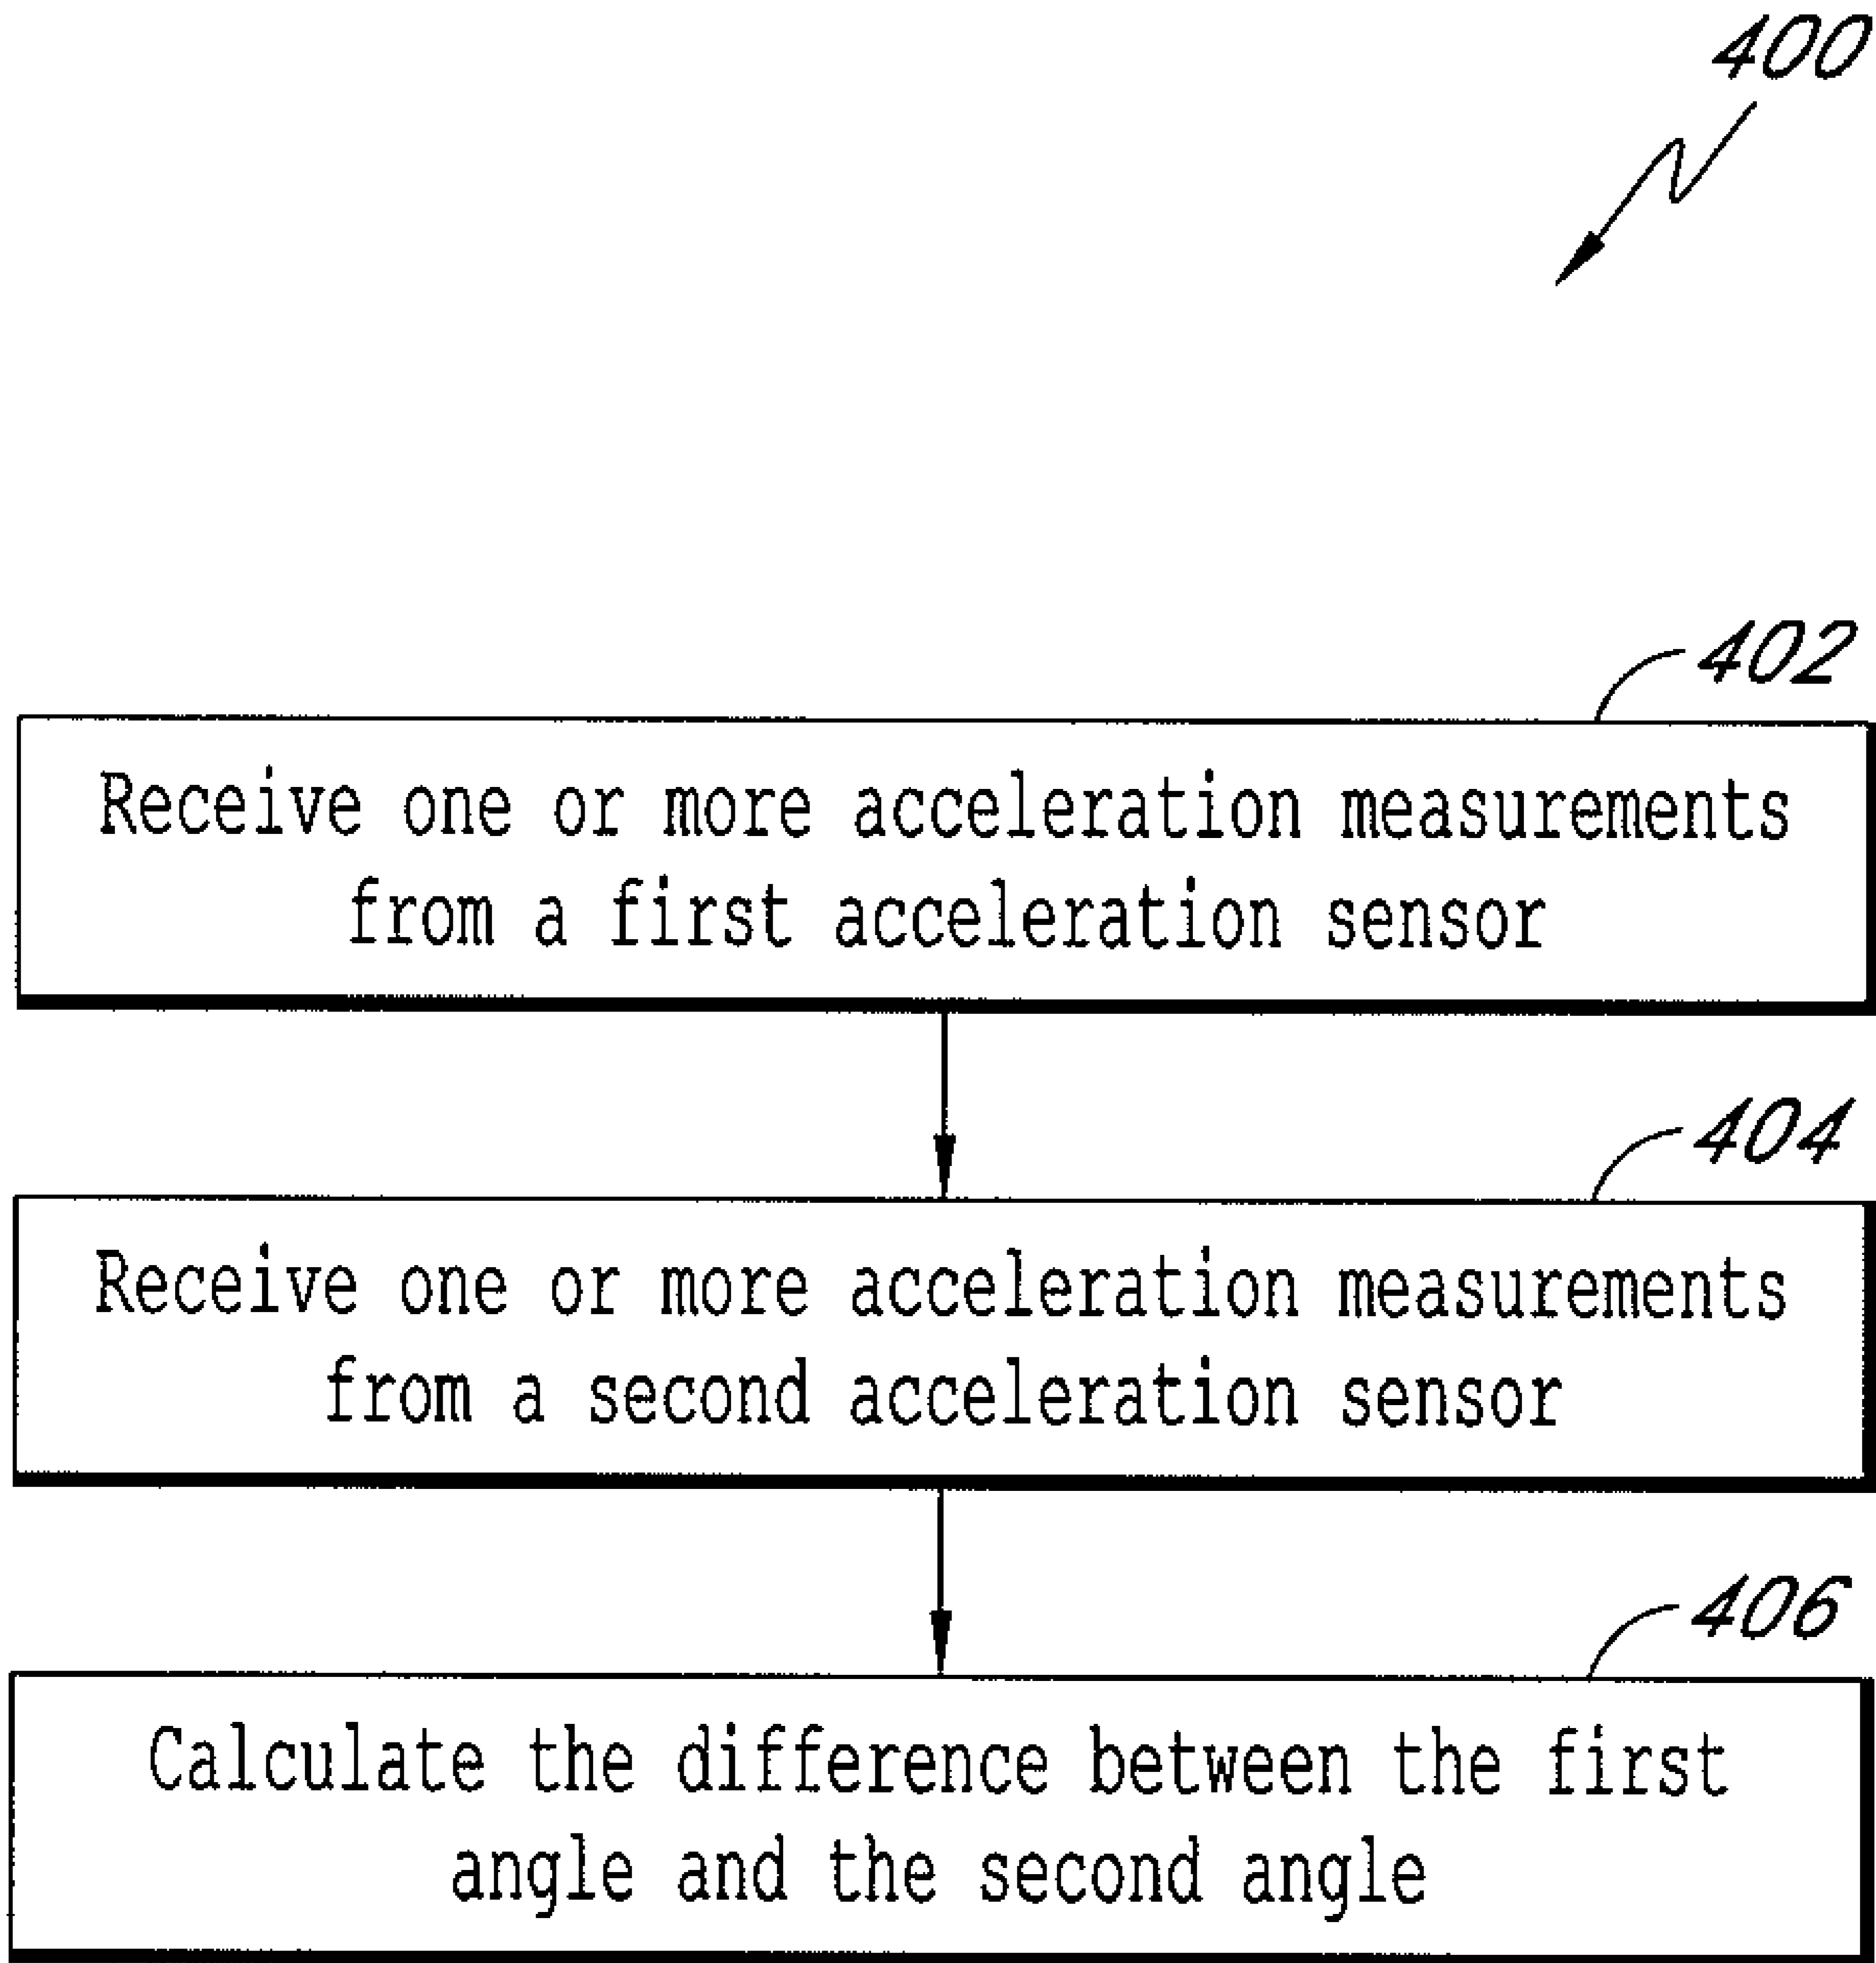 400
402
Receive one or more acceleration measurements
from a first acceleration sensor
404
Receive one or more acceleration measurements
from a second acceleration sensor
406
Calculate the difference between the first
angle and the second angle